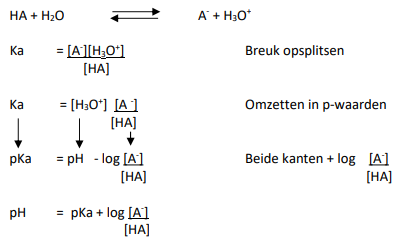 HA + H₂O ⇌ A⁻ + H₃O⁺
Ka = [A⁻][H₃O⁺] Breuk opsplitsen
[HA]
Ka = [H₃O⁺] [A⁻] Omzetten in p-waarden
[HA]
pKa = pH - log [A⁻] Beide kanten + log [A⁻]
[HA] [HA]
pH = pKa + log [A⁻]
[HA]